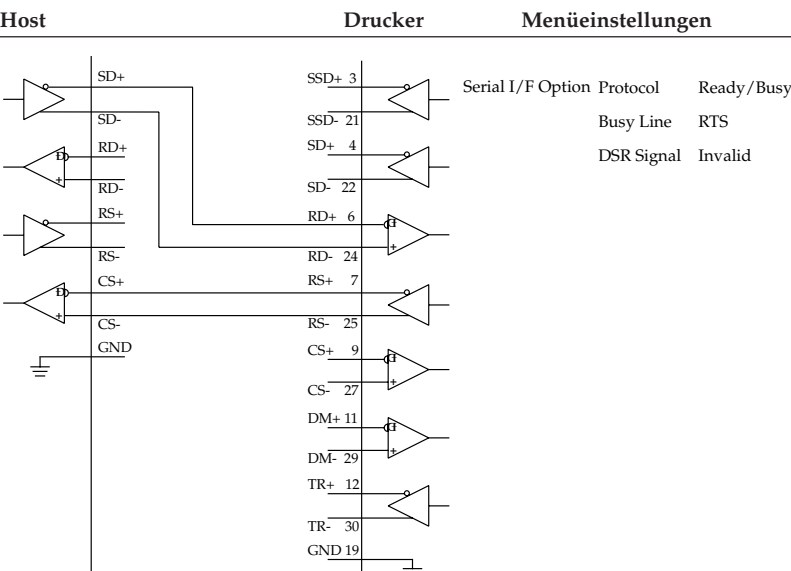 Host Drucker Menüeinstellungen
SD+ SSD+ 3 Serial I/F Option Protocol Ready/Busy
SD- SSD- 21 Busy Line RTS
RD+ SD+ 4 DSR Signal Invalid
RD- SD- 22
RS+ RD+ 6
RS- RD- 24
CS+ RS+ 7
CS- RS- 25
GND CS+ 9
CS- 27
DM+ 11
DM- 29
TR+ 12
TR- 30
GND 19